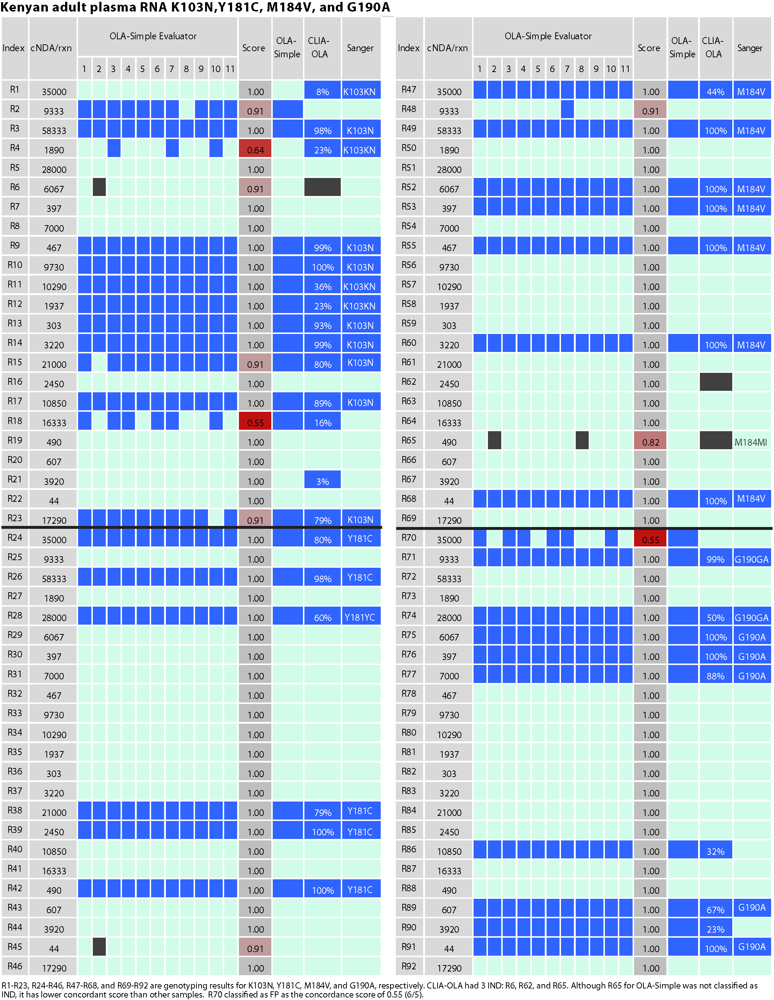 Kenyan adult plasma RNA K103N,Y181C, M184V, and G190A
Index cNDA/rxn OLA-Simple Evaluator Score OLA-Simple CLIA-OLA Sanger
1 2 3 4 5 6 7 8 9 10 11
R1 35000 1.00 8% K103KN
R2 9333 0.91
R3 58333 1.00 98% K103N
R4 1890 0.64 23% K103KN
R5 28000 1.00
R6 6067 0.91
R7 397 1.00
R8 7000 1.00
R9 467 1.00 99% K103N
R10 9730 1.00 100% K103N
R11 10290 1.00 36% K103KN
R12 1937 1.00 23% K103KN
R13 303 1.00 93% K103N
R14 3220 1.00 99% K103N
R15 21000 0.91 80% K103N
R16 2450 1.00
R17 10850 1.00 89% K103N
R18 16333 0.55 16%
R19 490 1.00
R20 607 1.00
R21 3920 1.00 3%
R22 44 1.00
R23 17290 0.91 79% K103N
R24 35000 1.00 80% Y181C
R25 9333 1.00
R26 58333 1.00 98% Y181C
R27 1890 1.00
R28 28000 1.00 60% Y181YC
R29 6067 1.00
R30 397 1.00
R31 7000 1.00
R32 467 1.00
R33 9730 1.00
R34 10290 1.00
R35 1937 1.00
R36 303 1.00
R37 3220 1.00
R38 21000 1.00 79% Y181C
R39 2450 1.00 100% Y181C
R40 10850 1.00
R41 16333 1.00
R42 490 1.00 100% Y181C
R43 607 1.00
R44 3920 1.00
R45 44 0.91
R46 17290 1.00
Index cNDA/rxn OLA-Simple Evaluator Score OLA-Simple CLIA-OLA Sanger
1 2 3 4 5 6 7 8 9 10 11
R47 35000 1.00 44% M184V
R48 9333 0.91
R49 58333 1.00 100% M184V
R50 1890 1.00
R51 28000 1.00
R52 6067 1.00 100% M184V
R53 397 1.00 100% M184V
R54 7000 1.00
R55 467 1.00 100% M184V
R56 9730 1.00
R57 10290 1.00
R58 1937 1.00
R59 303 1.00
R60 3220 1.00 100% M184V
R61 21000 1.00
R62 2450 1.00
R63 10850 1.00
R64 16333 1.00
R65 490 0.82 M184MI
R66 607 1.00
R67 3920 1.00
R68 44 1.00 100% M184V
R69 17290 1.00
R70 35000 0.55
R71 9333 1.00 99% G190GA
R72 58333 1.00
R73 1890 1.00
R74 28000 1.00 50% G190GA
R75 6067 1.00 100% G190A
R76 397 1.00 100% G190A
R77 7000 1.00 88% G190A
R78 467 1.00
R79 9730 1.00
R80 10290 1.00
R81 1937 1.00
R82 303 1.00
R83 3220 1.00
R84 21000 1.00
R85 2450 1.00
R86 10850 1.00 32%
R87 16333 1.00
R88 490 1.00
R89 607 1.00 67% G190A
R90 3920 1.00 23%
R91 44 1.00 100% G190A
R92 17290 1.00
R1-R23, R24-R46, R47-R68, and R69-R92 are genotyping results for K103N, Y181C, M184V, and G190A, respectively. CLIA-OLA had 3 IND: R6, R62, and R65. Although R65 for OLA-Simple was not classified as
IND, it has lower concordant score than other samples. R70 classified as FP as the concordance score of 0.55 (6/5).